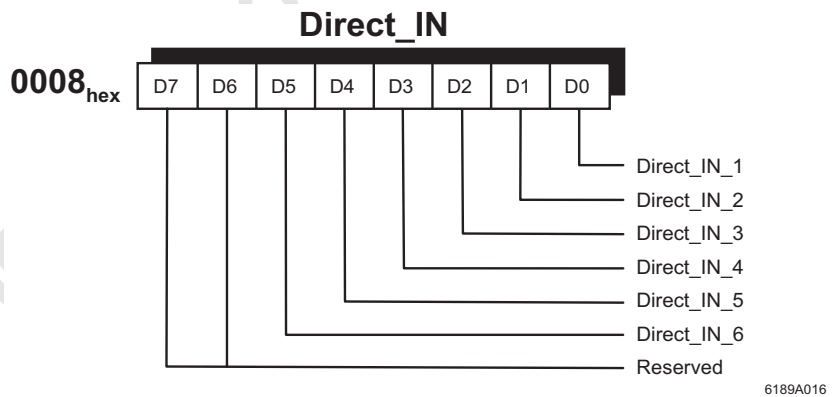 Direct_IN
0008hex D7 D6 D5 D4 D3 D2 D1 D0
Direct_IN_1
Direct_IN_2
Direct_IN_3
Direct_IN_4
Direct_IN_5
Direct_IN_6
Reserved
6189A016